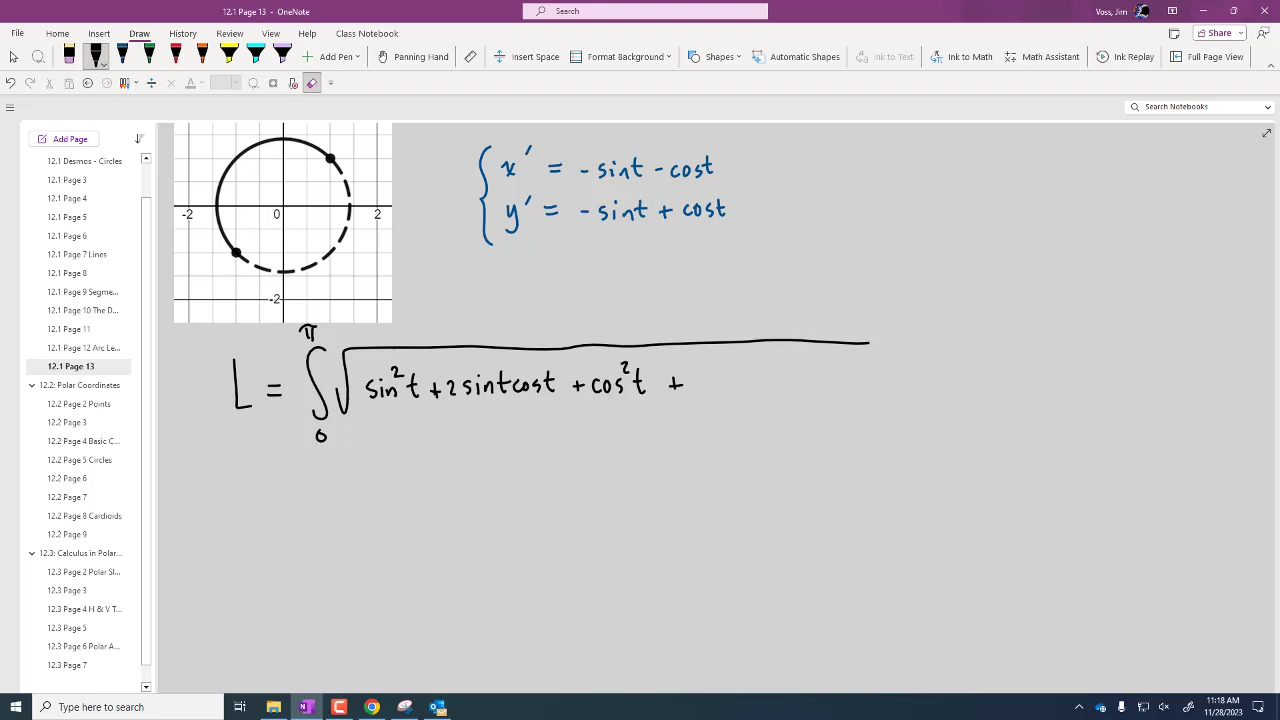 12.1 Page 13 - OneNote
Search
Voss, Jim
File Home Insert Draw History Review View Help Class Notebook
Share
Add Pen
Panning Hand
Insert Space
Format Background
Shapes
Automatic Shapes
Ink to Text
Ink to Shape
Ink to Math
Math Assistant
Ink Replay
Full Page View
Search Notebooks
Add Page
12.1 Desmos - Circles
12.1 Page 3
12.1 Page 4
12.1 Page 5
12.1 Page 6
12.1 Page 7 Lines
12.1 Page 8
12.1 Page 9 Segme...
12.1 Page 10 The D...
12.1 Page 11
12.1 Page 12 Arc Le...
12.1 Page 13
12.2: Polar Coordinates
12.2 Page 2 Points
12.2 Page 3
12.2 Page 4 Basic C...
12.2 Page 5 Circles
12.2 Page 6
12.2 Page 7
12.2 Page 8 Cardioids
12.2 Page 9
12.3: Calculus in Polar...
12.3 Page 2 Polar Sl...
12.3 Page 3
12.3 Page 4 H & V T...
12.3 Page 5
12.3 Page 6 Polar A...
12.3 Page 7
-2 0 2
-2
{ x' = -sint - cost
y' = -sint + cost
L = ∫₀^π √(sin²t + 2sintcost + cos²t +
Type here to search
11:18 AM
11/28/2023